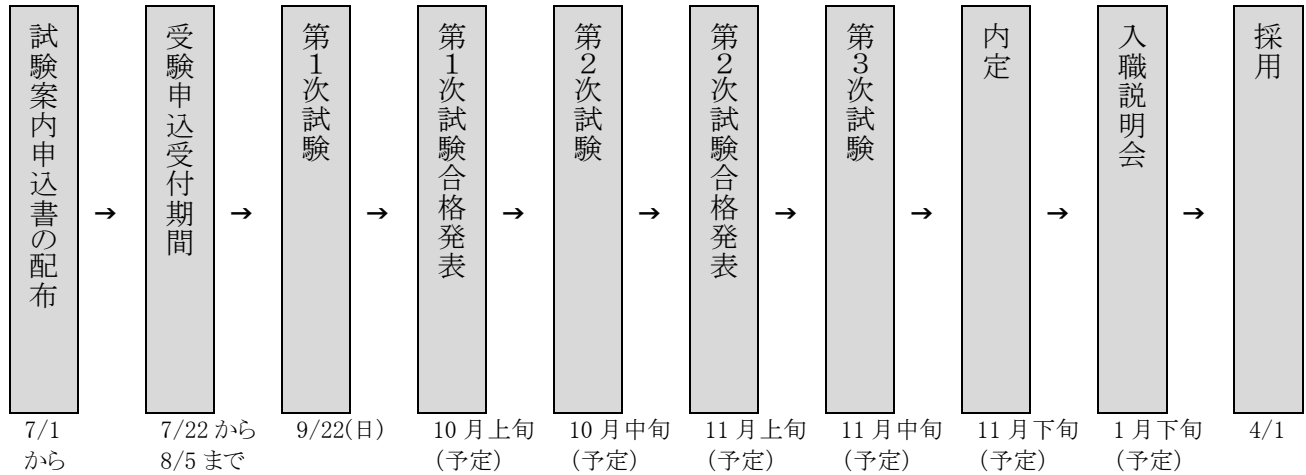 試験案内申込書の配布
→
受験申込受付期間
→
第1次試験
→
第1次試験合格発表
→
第2次試験
→
第2次試験合格発表
→
第3次試験
→
内定
→
入職説明会
→
採用
7/1
から
7/22 から
8/5 まで
9/22(日)
10 月上旬
(予定)
10 月中旬
(予定)
11 月上旬
(予定)
11 月中旬
(予定)
11 月下旬
(予定)
1 月下旬
(予定)
4/1